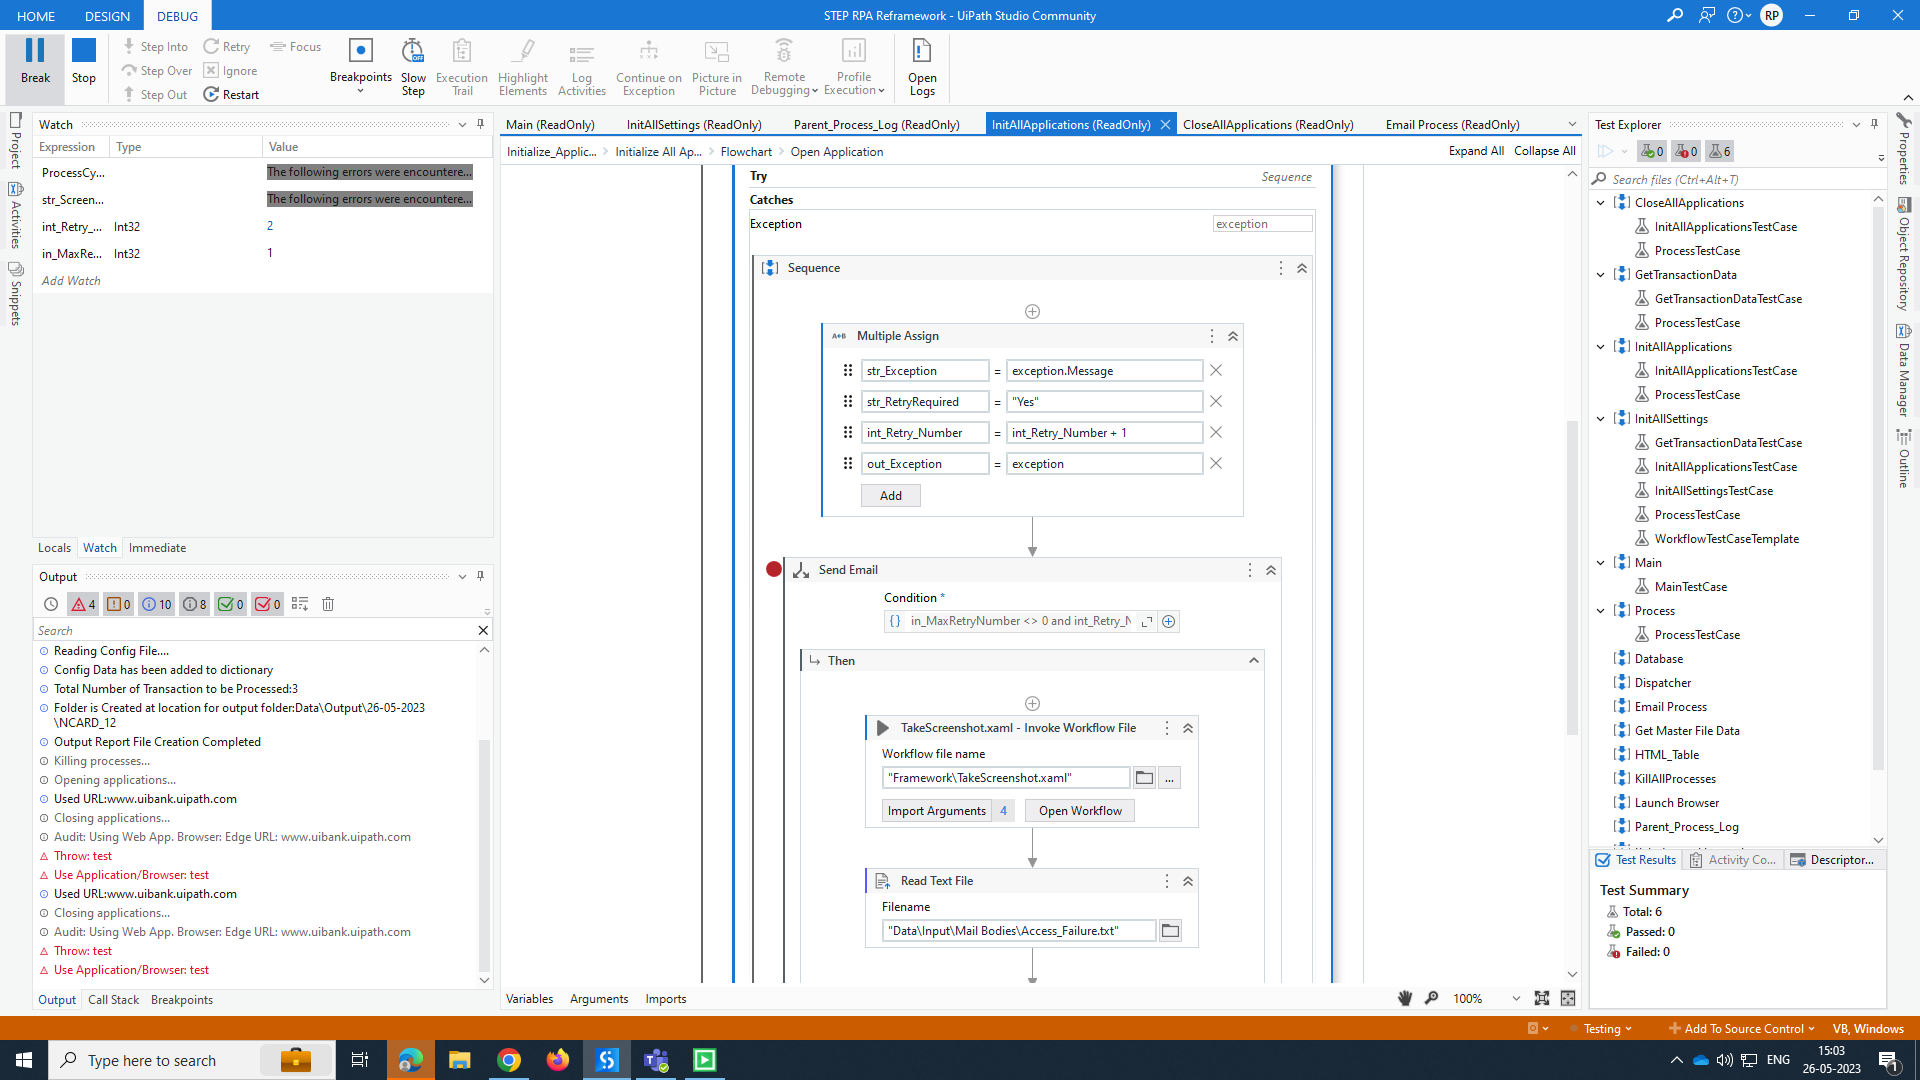 HOME DESIGN DEBUG STEP RPA Reframework - UiPath Studio Community RP
Break Stop Step Into Step Over Step Out Retry Ignore Restart Focus Breakpoints Slow Step Execution Trail Highlight Elements Log Activities Continue on Exception Picture in Picture Remote Debugging Profile Execution Open Logs
Project
Activities
Snippets
Watch
Expression Type Value
ProcessCy... The following errors were encountere...
str_Screen... The following errors were encountere...
int_Retry_... Int32 2
in_MaxRe... Int32 1
Add Watch
Locals Watch Immediate
Output
4 0 10 8 0 0
Search
Reading Config File....
Config Data has been added to dictionary
Total Number of Transaction to be Processed:3
Folder is Created at location for output folder:Data\Output\26-05-2023
\NCARD_12
Output Report File Creation Completed
Killing processes...
Opening applications...
Used URL:www.uibank.uipath.com
Closing applications...
Audit: Using Web App. Browser: Edge URL: www.uibank.uipath.com
Throw: test
Use Application/Browser: test
Used URL:www.uibank.uipath.com
Closing applications...
Audit: Using Web App. Browser: Edge URL: www.uibank.uipath.com
Throw: test
Use Application/Browser: test
Output Call Stack Breakpoints
Main (ReadOnly) InitAllSettings (ReadOnly) Parent_Process_Log (ReadOnly) InitAllApplications (ReadOnly) CloseAllApplications (ReadOnly) Email Process (ReadOnly)
Initialize_Applic... Initialize All Ap... Flowchart Open Application Expand All Collapse All
Try Sequence
Catches
Exception exception
Sequence
A+B Multiple Assign
str_Exception = exception.Message
str_RetryRequired = "Yes"
int_Retry_Number = int_Retry_Number + 1
out_Exception = exception
Add
Send Email
Condition *
in_MaxRetryNumber <> 0 and int_Retry_N
Then
TakeScreenshot.xaml - Invoke Workflow File
Workflow file name
"Framework\TakeScreenshot.xaml" ...
Import Arguments 4 Open Workflow
Read Text File
Filename
"Data\Input\Mail Bodies\Access_Failure.txt"
Variables Arguments Imports 100%
Test Explorer
0 0 6
Search files (Ctrl+Alt+T)
CloseAllApplications
InitAllApplicationsTestCase
ProcessTestCase
GetTransactionData
GetTransactionDataTestCase
ProcessTestCase
InitAllApplications
InitAllApplicationsTestCase
ProcessTestCase
InitAllSettings
GetTransactionDataTestCase
InitAllApplicationsTestCase
InitAllSettingsTestCase
ProcessTestCase
WorkflowTestCaseTemplate
Main
MainTestCase
Process
ProcessTestCase
Database
Dispatcher
Email Process
Get Master File Data
HTML_Table
KillAllProcesses
Launch Browser
Parent_Process_Log
Test Results Activity Co... Descriptor...
Test Summary
Total: 6
Passed: 0
Failed: 0
Properties
Object Repository
Data Manager
Outline
Testing Add To Source Control VB, Windows
Type here to search ENG 15:03
26-05-2023 1